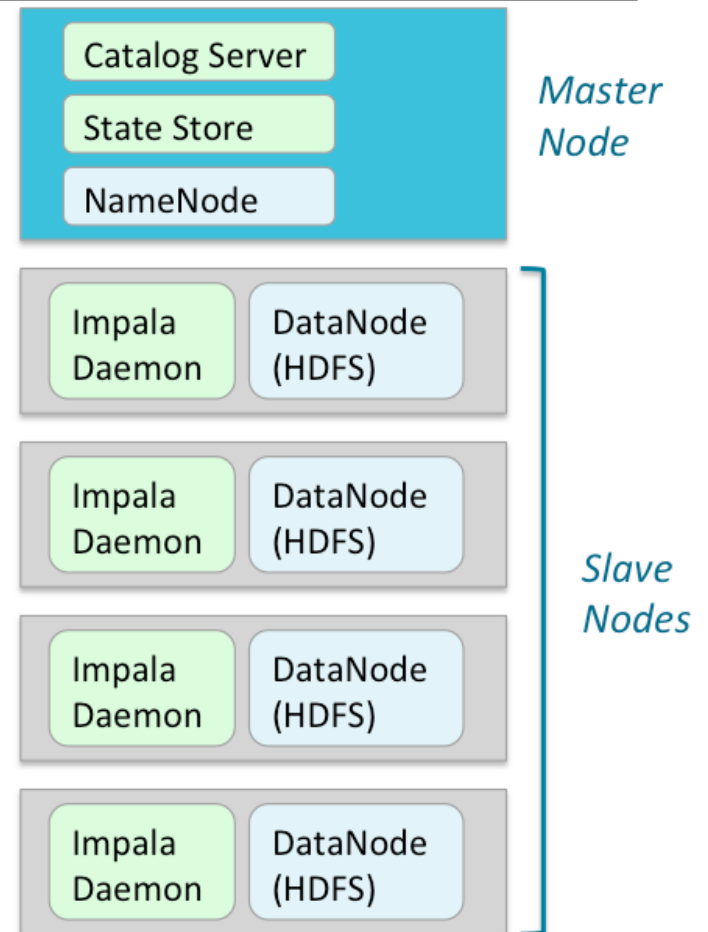 Catalog Server
State Store
NameNode
Master
Node
Impala
Daemon
DataNode
(HDFS)
Impala
Daemon
DataNode
(HDFS)
Impala
Daemon
DataNode
(HDFS)
Impala
Daemon
DataNode
(HDFS)
Slave
Nodes